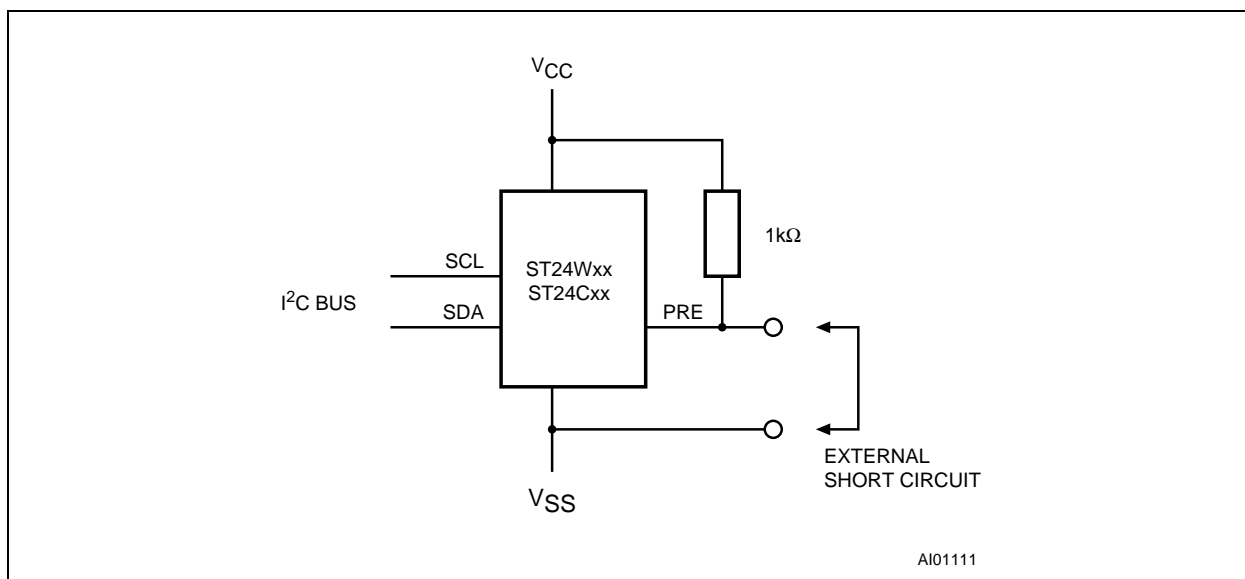 VCC
1kΩ
SCL
ST24Wxx
ST24Cxx
I²C BUS
SDA
PRE
EXTERNAL
SHORT CIRCUIT
VSS
AI01111